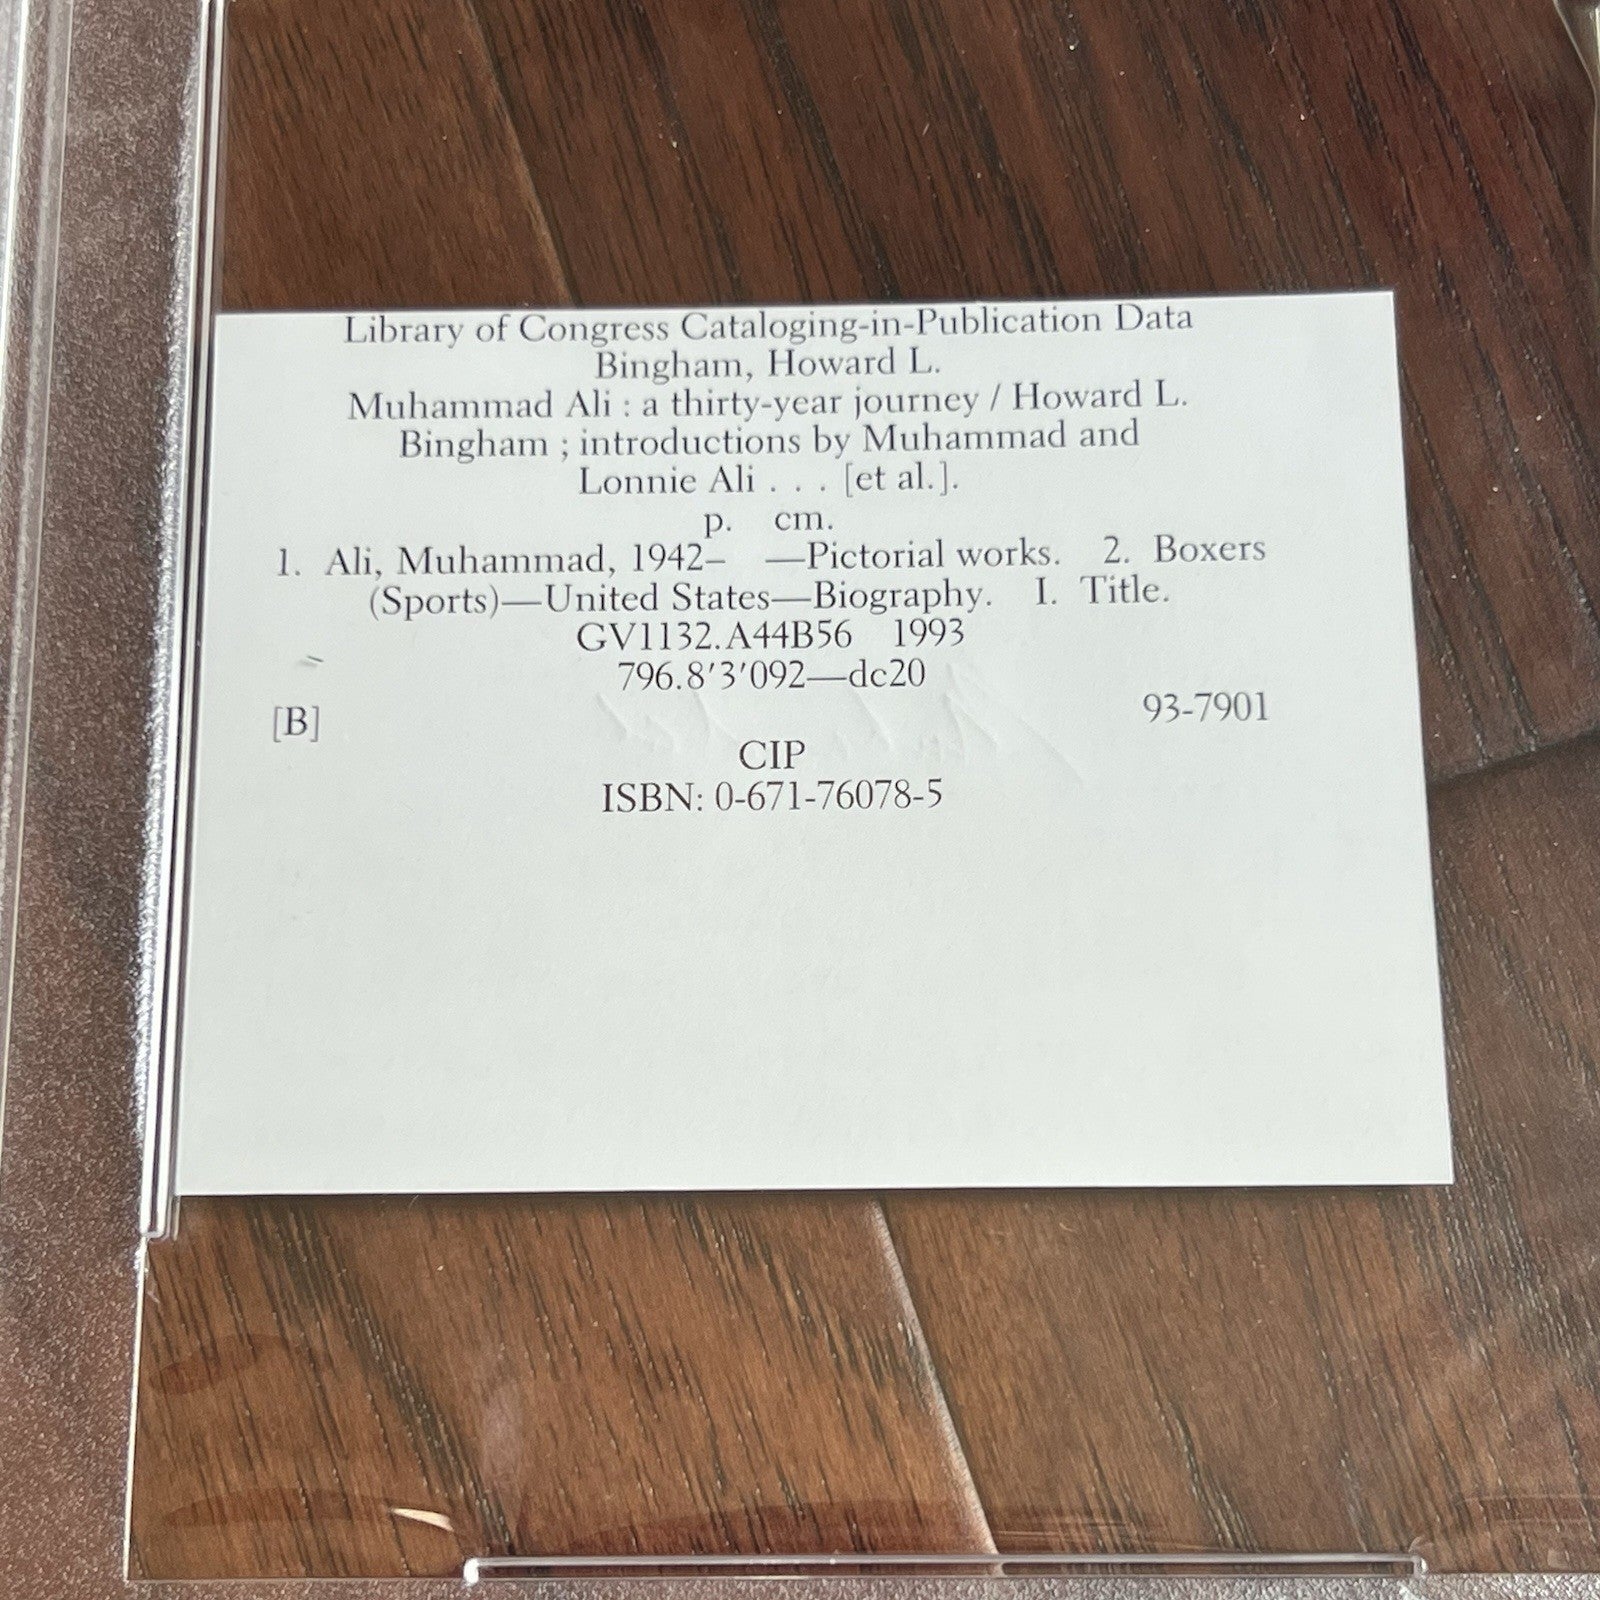 Library of Congress Cataloging-in-Publication Data
Bingham, Howard L.
Muhammad Ali : a thirty-year journey / Howard L.
Bingham ; introductions by Muhammad and
Lonnie Ali . . . [et al.].
p. cm.
1. Ali, Muhammad, 1942– —Pictorial works. 2. Boxers
(Sports)—United States—Biography. I. Title.
GV1132.A44B56 1993
796.8′3′092—dc20
[B] 93-7901
CIP
ISBN: 0-671-76078-5